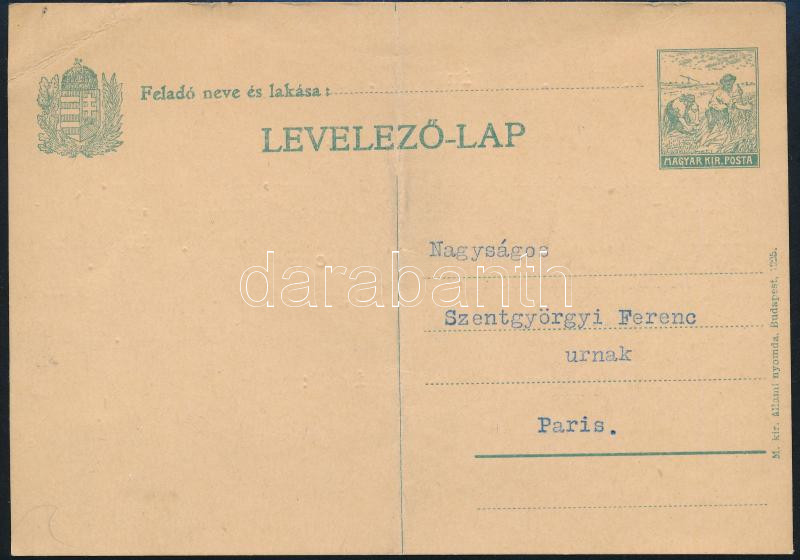 Feladó neve és lakása:
LEVELEZŐ-LAP
MAGYAR KIR. POSTA
Nagyságos
darabanth
Szentgyörgyi Ferenc
urnak
Paris.
M. kir. állami nyomda, Budapest, 1925.